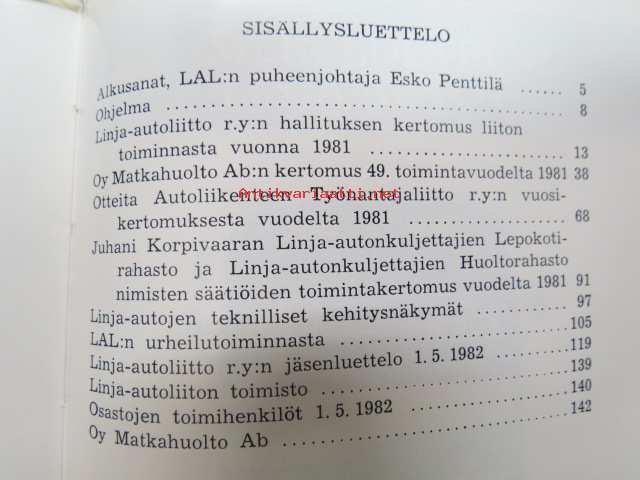 SISÄLLYSLUETTELO
Alkusanat, LAL:n puheenjohtaja Esko Penttilä ...... 5
Ohjelma ........................................ 8
Linja-autoliitto r.y:n hallituksen kertomus liiton
toiminnasta vuonna 1981 .................... 13
Oy Matkahuolto Ab:n kertomus 49. toimintavuodelta 1981 38
Otteita Autoliikenteen Työnantajaliitto r.y:n vuosi-
Antikvariaatti.net
kertomuksesta vuodelta 1981 ................ 68
Juhani Korpivaaran Linja-autonkuljettajien Lepokoti-
rahasto ja Linja-autonkuljettajien Huoltorahasto
nimisten säätiöiden toimintakertomus vuodelta 1981 91
Linja-autojen teknilliset kehitysnäkymät ........... 97
LAL:n urheilutoiminnasta ......................... 105
Linja-autoliitto r.y:n jäsenluettelo 1.5.1982 ......... 119
Linja-autoliiton toimisto ........................... 139
Osastojen toimihenkilöt 1.5.1982 .................. 140
Oy Matkahuolto Ab ............................... 142